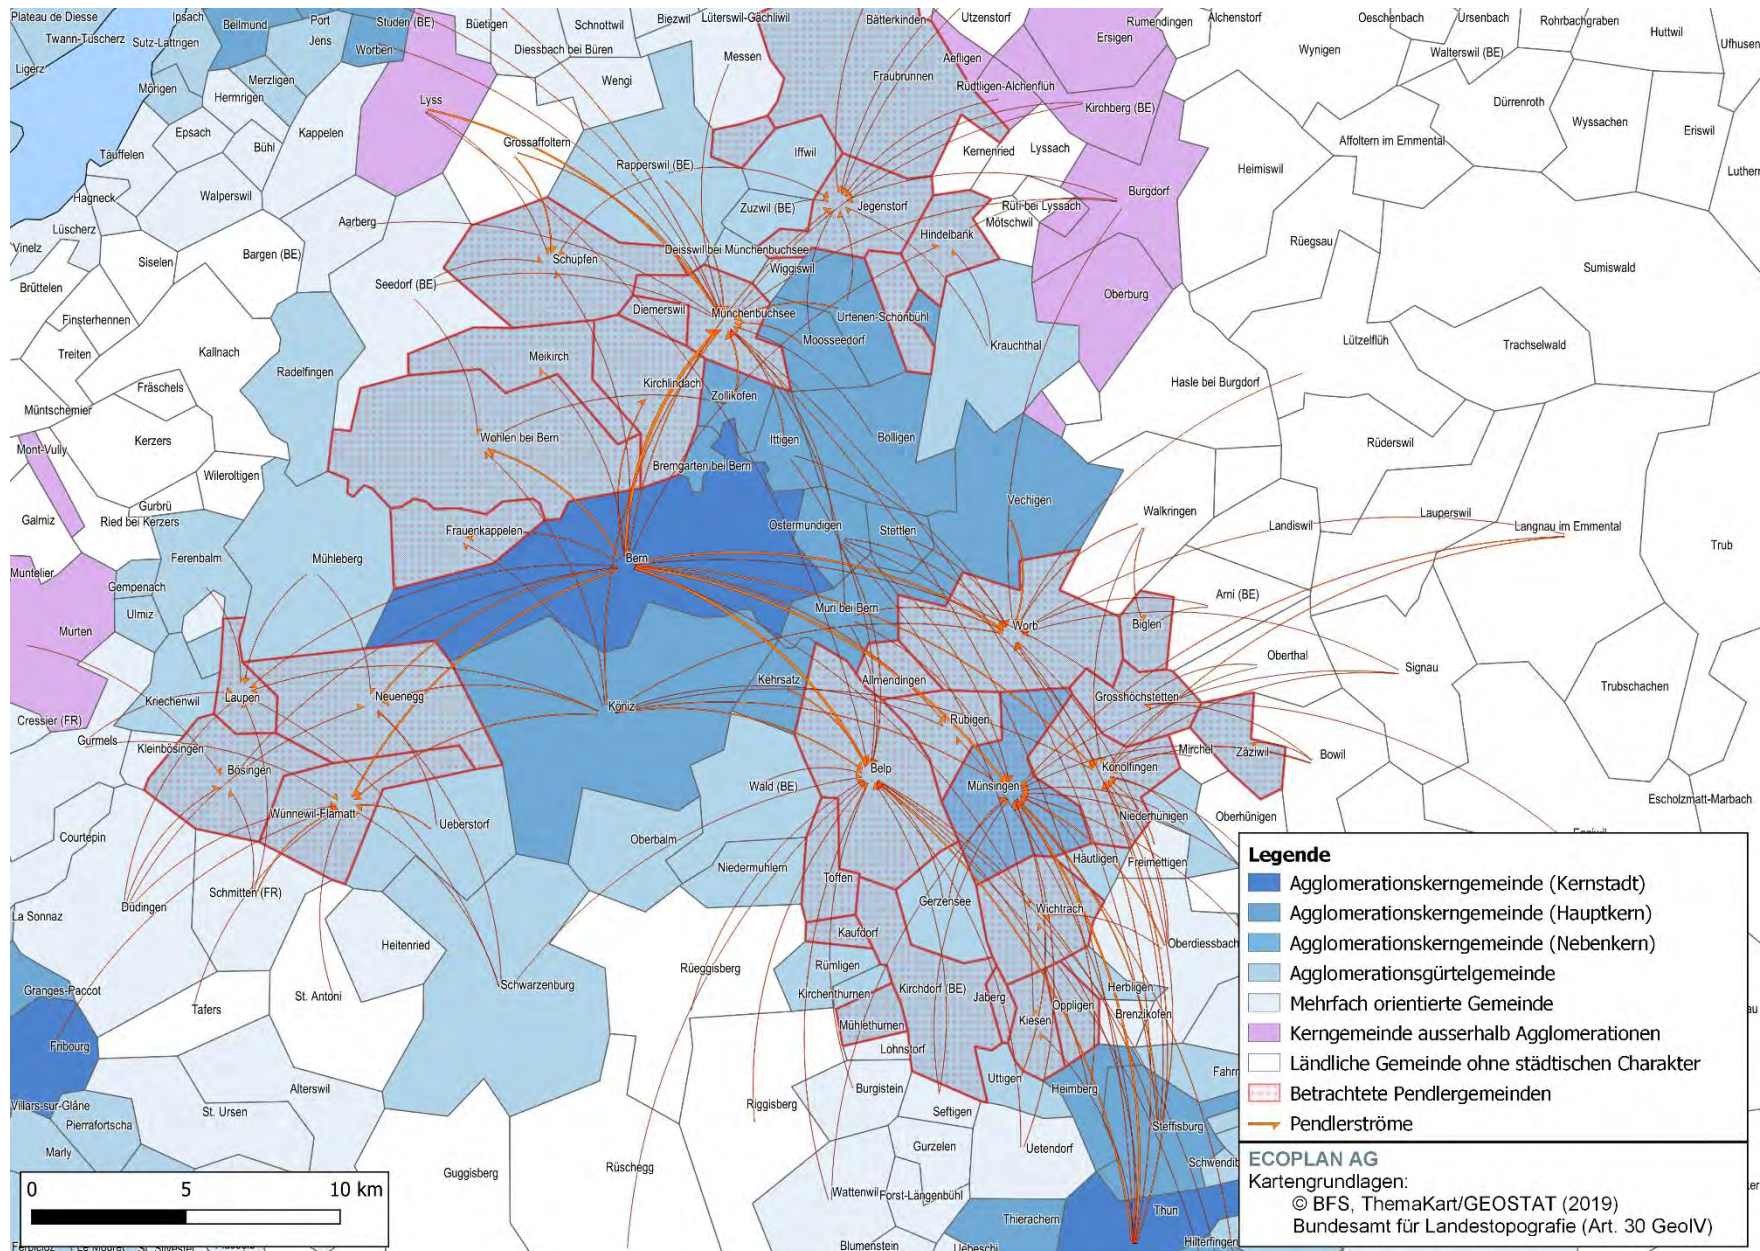 Plateau de Diesse
Ipsach
Bellmund
Port
Studen (BE)
Büetigen
Schnottwil
Biezwil
Lüterswil-Gächliwil
Bätterkinden
Utzenstorf
Rumendingen
Alchenstorf
Oeschenbach
Ursenbach
Rohrbachgraben
Huttwil
Ufhusen
Twann-Tüscherz
Sutz-Lattrigen
Jens
Worben
Diessbach bei Büren
Messen
Aefligen
Ersigen
Wynigen
Walterswil (BE)
Ligerz
Mörigen
Merzligen
Hermrigen
Lyss
Wengi
Fraubrunnen
Rüdtligen-Alchenflüh
Kirchberg (BE)
Dürrenroth
Wyssachen
Eriswil
Epsach
Bühl
Kappelen
Grossaffoltern
Rapperswil (BE)
Iffwil
Kernenried
Lyssach
Affoltern im Emmental
Heimiswil
Täuffelen
Hagneck
Walperswil
Zuzwil (BE)
Jegenstorf
Rüti bei Lyssach
Mötschwil
Burgdorf
Lüscherz
Aarberg
Hindelbank
Vinelz
Siselen
Bargen (BE)
Schüpfen
Deisswil bei Münchenbuchsee
Wiggiswil
Rüegsau
Sumiswald
Brüttelen
Seedorf (BE)
Diemerswil
Münchenbuchsee
Urtenen-Schönbühl
Oberburg
Finsterhennen
Treiten
Kallnach
Radelfingen
Meikirch
Moosseedorf
Krauchthal
Lützelflüh
Trachselwald
Fräschels
Kirchlindach
Zollikofen
Hasle bei Burgdorf
Müntschemier
Kerzers
Wohlen bei Bern
Ittigen
Bolligen
Rüderswil
Mont-Vully
Wileroltigen
Bremgarten bei Bern
Gurbrü
Vechigen
Galmiz
Ried bei Kerzers
Frauenkappelen
Ostermundigen
Stettlen
Walkringen
Landiswil
Lauperswil
Langnau im Emmental
Trub
Ferenbalm
Mühleberg
Bern
Muntelier
Gempenach
Ulmiz
Muri bei Bern
Worb
Biglen
Arni (BE)
Murten
Oberthal
Signau
Kriechenwil
Laupen
Neuenegg
Kehrsatz
Allmendingen
Grosshöchstetten
Trubschachen
Cressier (FR)
Köniz
Rubigen
Gurmels
Kleinbösingen
Bösingen
Belp
Konolfingen
Mirchel
Zäziwil
Bowil
Wald (BE)
Münsingen
Escholzmatt-Marbach
Wünnewil-Flamatt
Ueberstorf
Niederhünigen
Oberhünigen
Courtepin
Oberbalm
Niedermuhlern
Toffen
Häutligen
Freimettigen
Schmitten (FR)
Düdingen
Gerzensee
Wichtrach
La Sonnaz
Heitenried
Kaufdorf
Oberdiessbach
Rüeggisberg
Rümligen
Granges-Paccot
Schwarzenburg
Kirchenthurnen
Kirchdorf (BE)
Jaberg
Herbligen
Tafers
St. Antoni
Oppligen
Kiesen
Brenzikofen
Fribourg
Mühlethurnen
Lohnstorf
Uttigen
Heimberg
Alterswil
Burgistein
Villars-sur-Glâne
St. Ursen
Riggisberg
Seftigen
Pierrafortscha
Steffisburg
Marly
Gurzelen
Uetendorf
Guggisberg
Rüschegg
Wattenwil
Forst-Längenbühl
Thierachern
Thun
Blumenstein
Uebeschi
Hilterfingen
Legende
Agglomerationskerngemeinde (Kernstadt)
Agglomerationskerngemeinde (Hauptkern)
Agglomerationskerngemeinde (Nebenkern)
Agglomerationsgürtelgemeinde
Mehrfach orientierte Gemeinde
Kerngemeinde ausserhalb Agglomerationen
Ländliche Gemeinde ohne städtischen Charakter
Betrachtete Pendlergemeinden
Pendlerströme
ECOPLAN AG
Kartengrundlagen:
© BFS, ThemaKart/GEOSTAT (2019)
Bundesamt für Landestopografie (Art. 30 GeoIV)
0 5 10 km